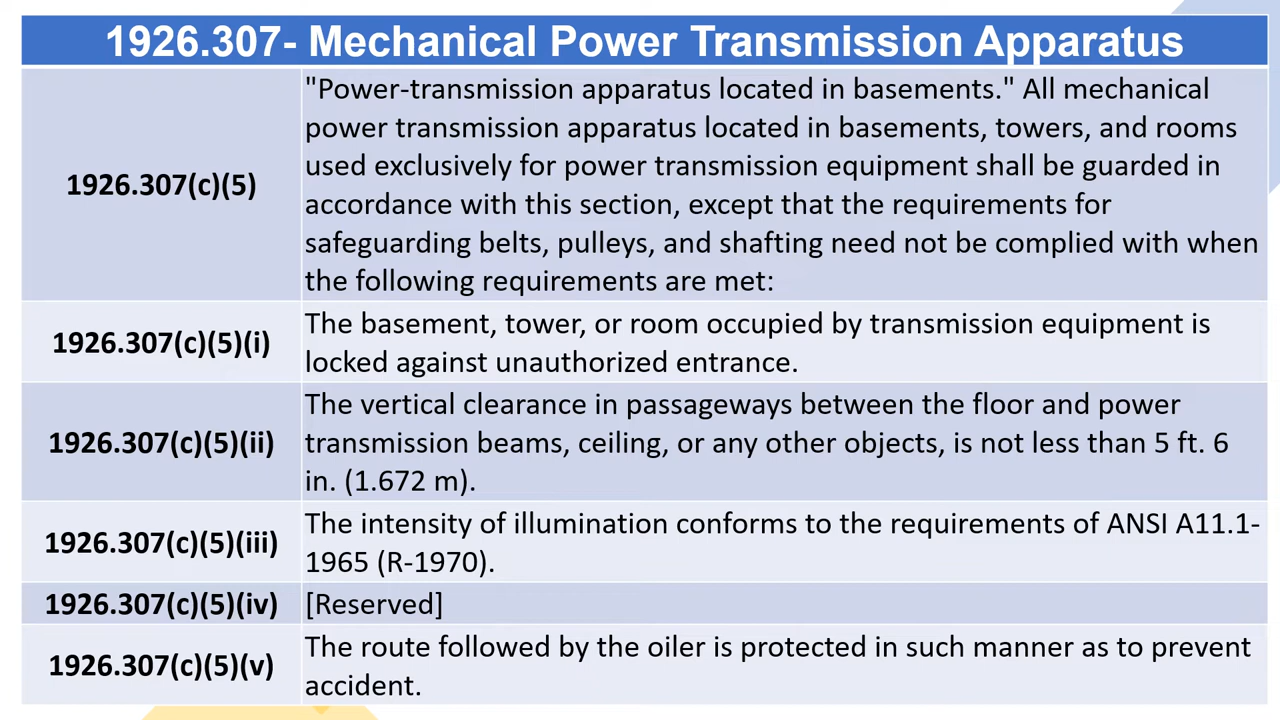 1926.307- Mechanical Power Transmission Apparatus
1926.307(c)(5)
"Power-transmission apparatus located in basements." All mechanical
power transmission apparatus located in basements, towers, and rooms
used exclusively for power transmission equipment shall be guarded in
accordance with this section, except that the requirements for
safeguarding belts, pulleys, and shafting need not be complied with when
the following requirements are met:
1926.307(c)(5)(i)
The basement, tower, or room occupied by transmission equipment is
locked against unauthorized entrance.
1926.307(c)(5)(ii)
The vertical clearance in passageways between the floor and power
transmission beams, ceiling, or any other objects, is not less than 5 ft. 6
in. (1.672 m).
1926.307(c)(5)(iii)
The intensity of illumination conforms to the requirements of ANSI A11.1-
1965 (R-1970).
1926.307(c)(5)(iv)
[Reserved]
1926.307(c)(5)(v)
The route followed by the oiler is protected in such manner as to prevent
accident.